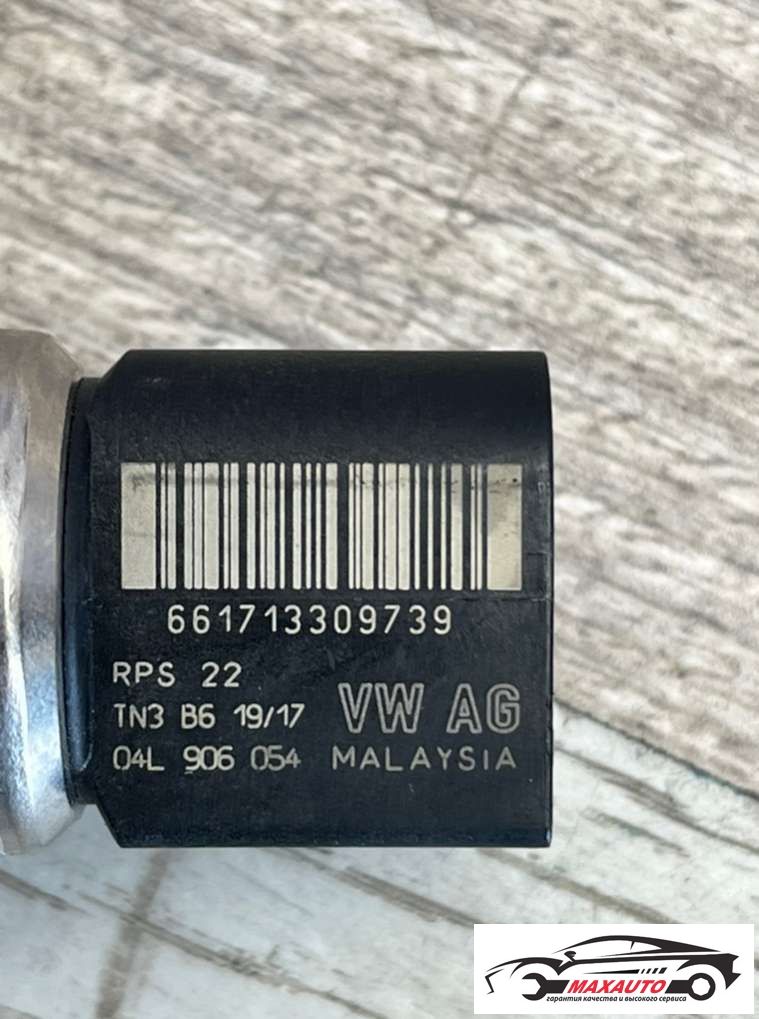 661713309739
RPS 22
TN3 B6 19/17 VW AG
04L 906 054 MALAYSIA
MAXAUTO
гарантия качества и высокого сервиса